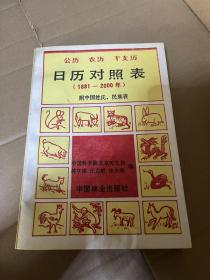 公历 农历 干支历
日历对照表
(1881－2000年)
附中国姓氏、民族表
中国林业出版社